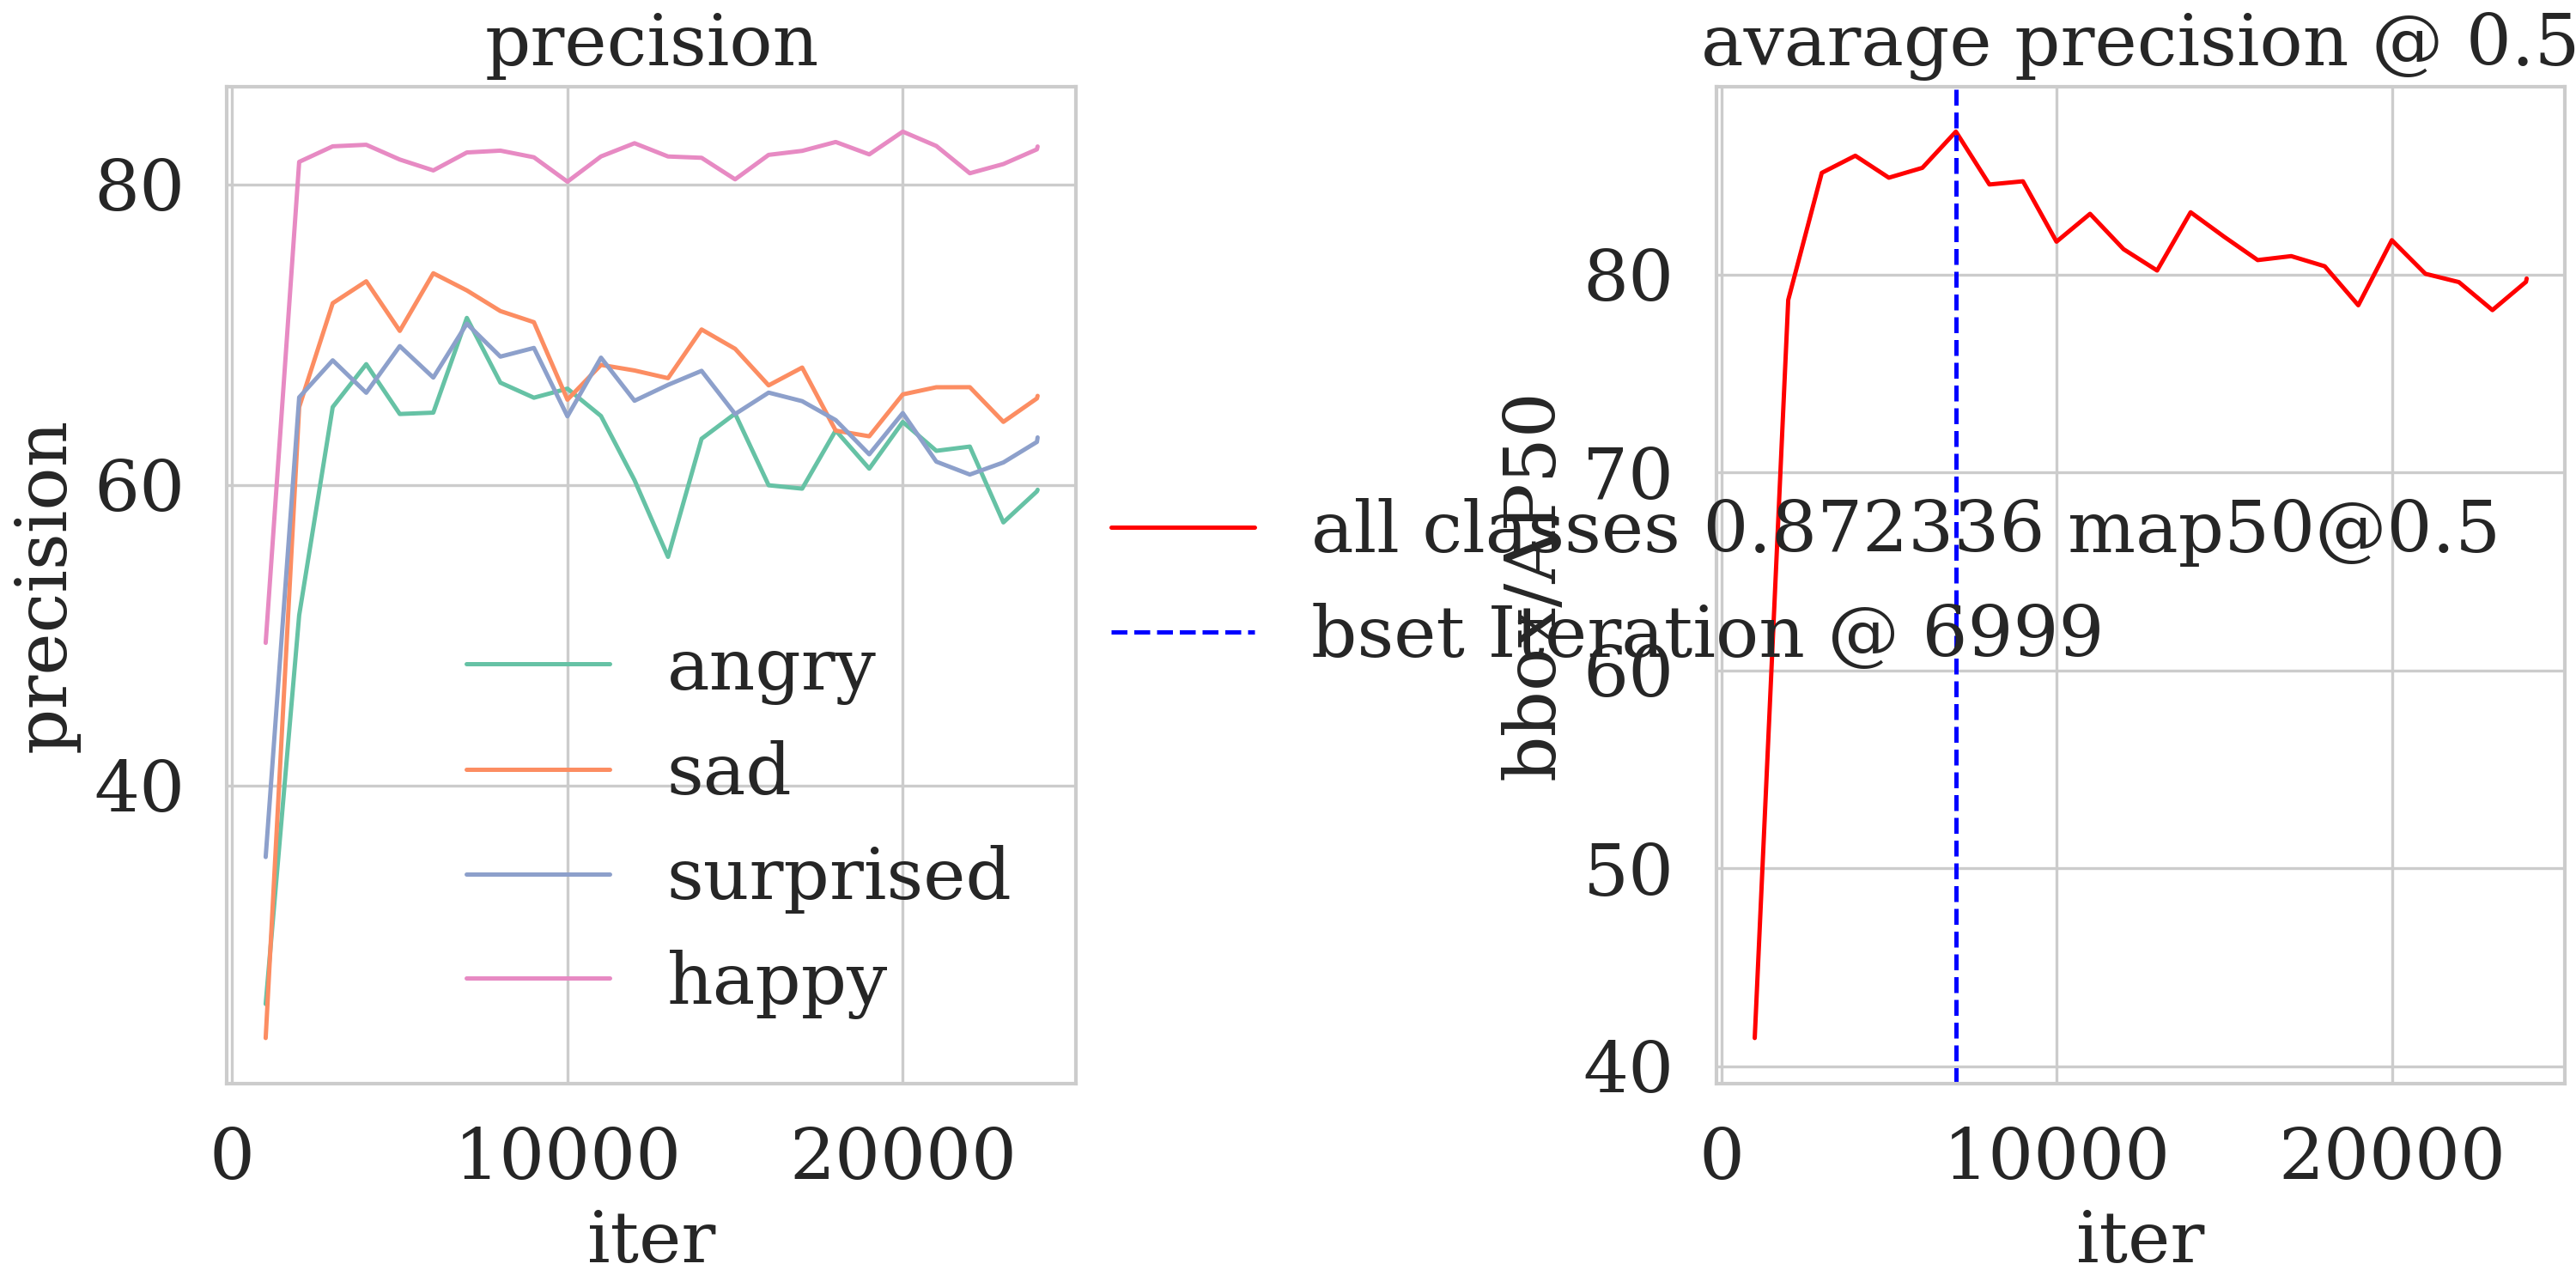 precision
precision
80
60
40
angry
sad
surprised
happy
0
10000
20000
iter
avarage precision @ 0.5
bbox/AP50
80
70
60
50
40
all classes 0.872336 map50@0.5
bset Iteration @ 6999
0
10000
20000
iter